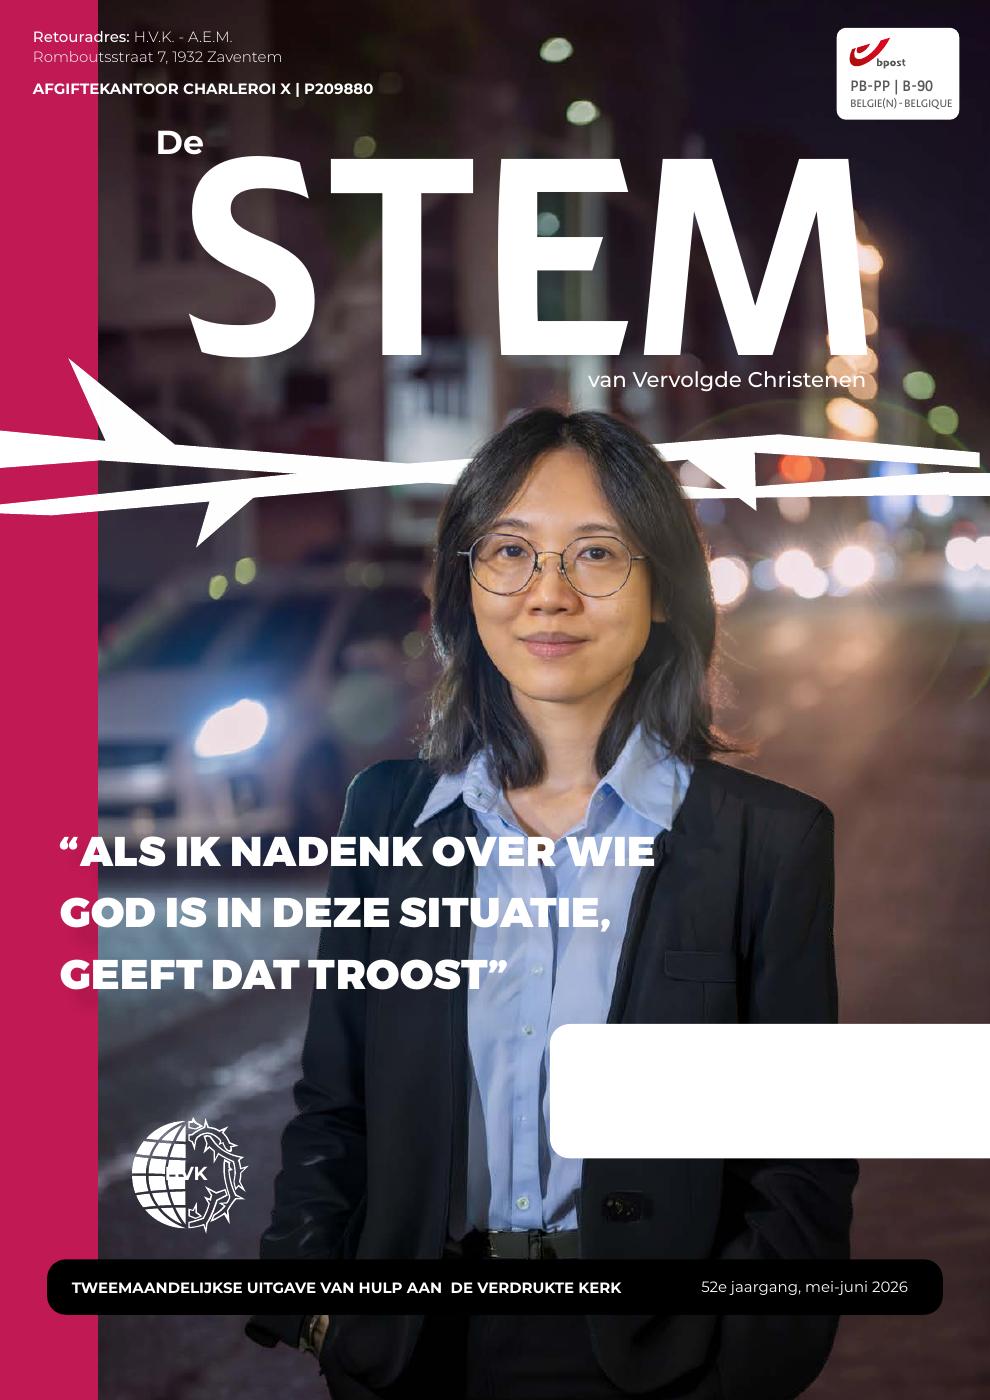 Retouradres: H.V.K. - A.E.M.
Romboutsstraat 7, 1932 Zaventem
AFGIFTEKANTOOR CHARLEROI X | P209880
bpost
PB-PP | B-90
BELGIE(N) - BELGIQUE
De
STEM
van Vervolgde Christenen
“ALS IK NADENK OVER WIE
GOD IS IN DEZE SITUATIE,
GEEFT DAT TROOST”
HVK
TWEEMAANDELIJKSE UITGAVE VAN HULP AAN DE VERDRUKTE KERK
52e jaargang, mei-juni 2026